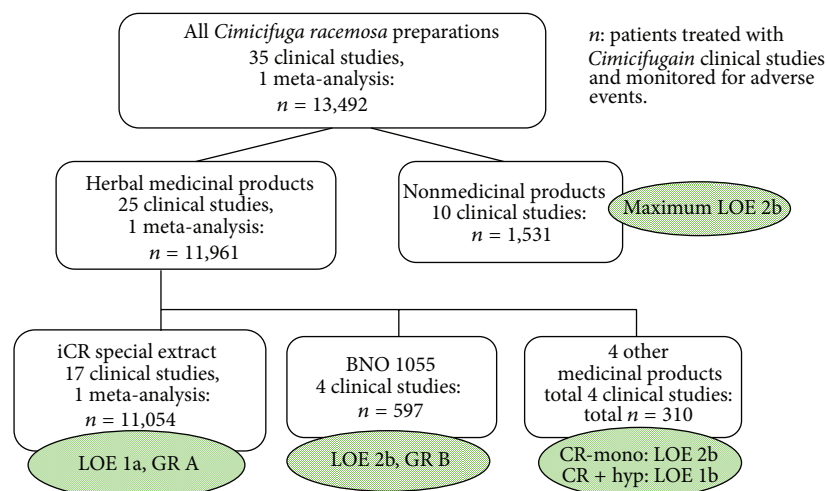 All Cimicifuga racemosa preparations
35 clinical studies,
1 meta-analysis:
n = 13,492
n: patients treated with
Cimicifugain clinical studies
and monitored for adverse
events.
Herbal medicinal products
25 clinical studies,
1 meta-analysis:
n = 11,961
Nonmedicinal products
10 clinical studies:
n = 1,531
Maximum LOE 2b
iCR special extract
17 clinical studies,
1 meta-analysis:
n = 11,054
LOE 1a, GR A
BNO 1055
4 clinical studies:
n = 597
LOE 2b, GR B
4 other
medicinal products
total 4 clinical studies:
total n = 310
CR-mono: LOE 2b
CR + hyp: LOE 1b